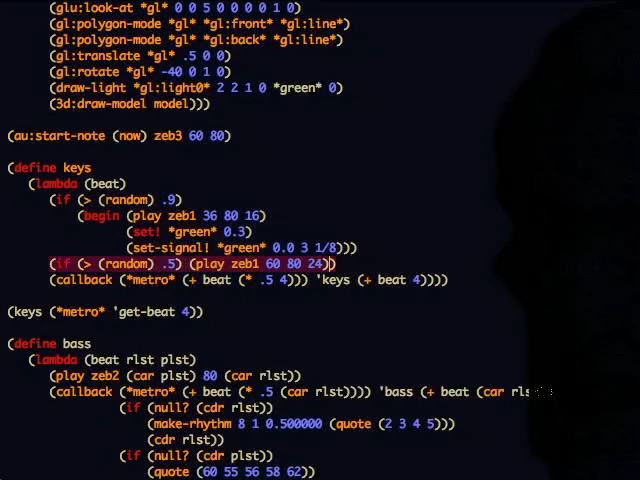 (glu:look-at *gl* 0 0 5 0 0 0 0 1 0)
(gl:polygon-mode *gl* *gl:front* *gl:line*)
(gl:polygon-mode *gl* *gl:back* *gl:line*)
(gl:translate *gl* .5 0 0)
(gl:rotate *gl* -40 0 1 0)
(draw-light *gl:light0* 2 2 1 0 *green* 0)
(3d:draw-model model)))
(au:start-note (now) zeb3 60 80)
(define keys
(lambda (beat)
(if (> (random) .9)
(begin (play zeb1 36 80 16)
(set! *green* 0.3)
(set-signal! *green* 0.0 3 1/8)))
(if (> (random) .5) (play zeb1 60 80 24))
(callback (*metro* (+ beat (* .5 4))) 'keys (+ beat 4))))
(keys (*metro* 'get-beat 4))
(define bass
(lambda (beat rlst plst)
(play zeb2 (car plst) 80 (car rlst))
(callback (*metro* (+ beat (* .5 (car rlst)))) 'bass (+ beat (car
(if (null? (cdr rlst))
(make-rhythm 8 1 0.500000 (quote (2 3 4 5)))
(cdr rlst))
(if (null? (cdr plst))
(quote (60 55 56 58 62))